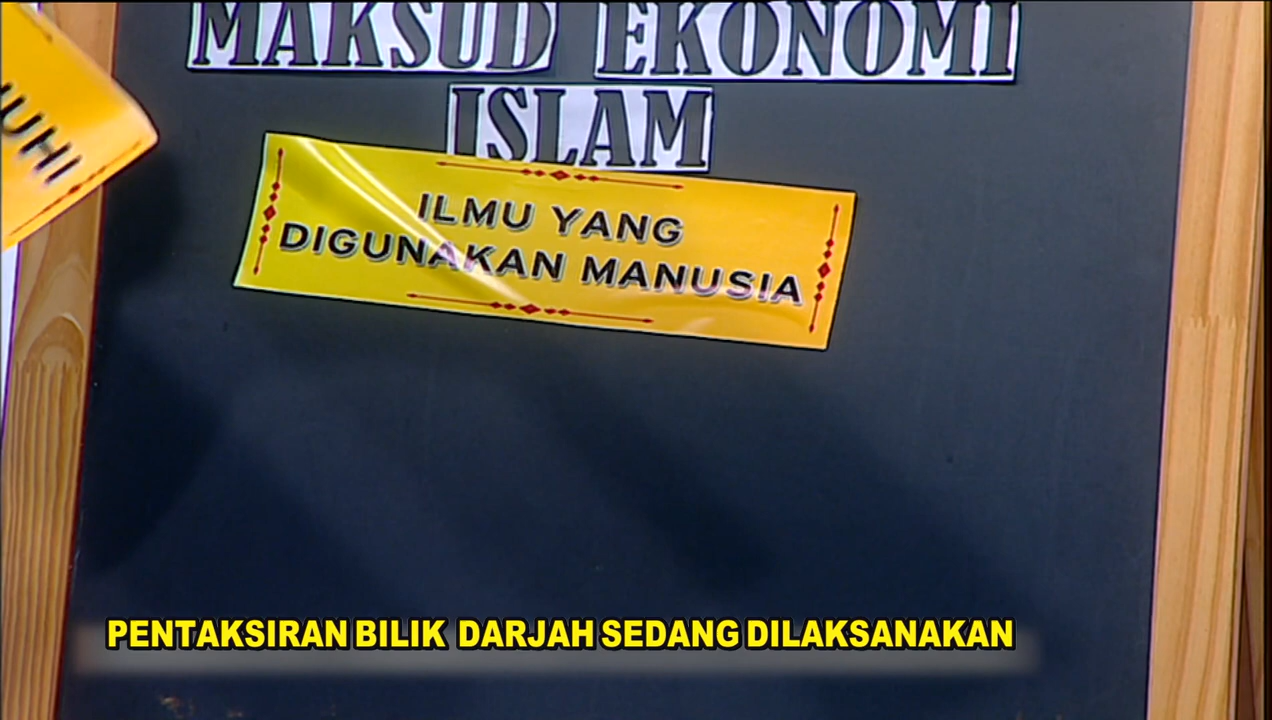 MAKSUD EKONOMI
ISLAM
ILMU YANG
DIGUNAKAN MANUSIA
PENTAKSIRAN BILIK DARJAH SEDANG DILAKSANAKAN